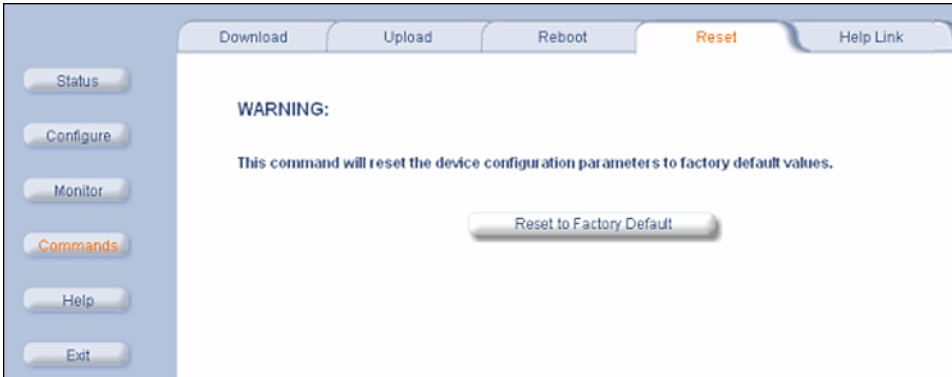 Download
Upload
Reboot
Reset
Help Link
Status
Configure
Monitor
Commands
Help
Exit
WARNING:
This command will reset the device configuration parameters to factory default values.
Reset to Factory Default